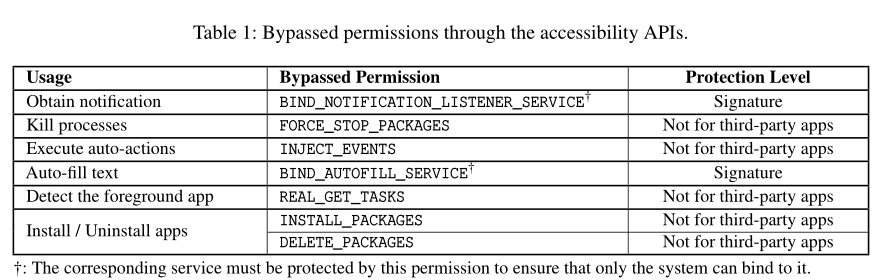 Table 1: Bypassed permissions through the accessibility APIs.
Usage Bypassed Permission Protection Level
Obtain notification BIND_NOTIFICATION_LISTENER_SERVICE† Signature
Kill processes FORCE_STOP_PACKAGES Not for third-party apps
Execute auto-actions INJECT_EVENTS Not for third-party apps
Auto-fill text BIND_AUTOFILL_SERVICE† Signature
Detect the foreground app REAL_GET_TASKS Not for third-party apps
Install / Uninstall apps INSTALL_PACKAGES Not for third-party apps
DELETE_PACKAGES Not for third-party apps
†: The corresponding service must be protected by this permission to ensure that only the system can bind to it.